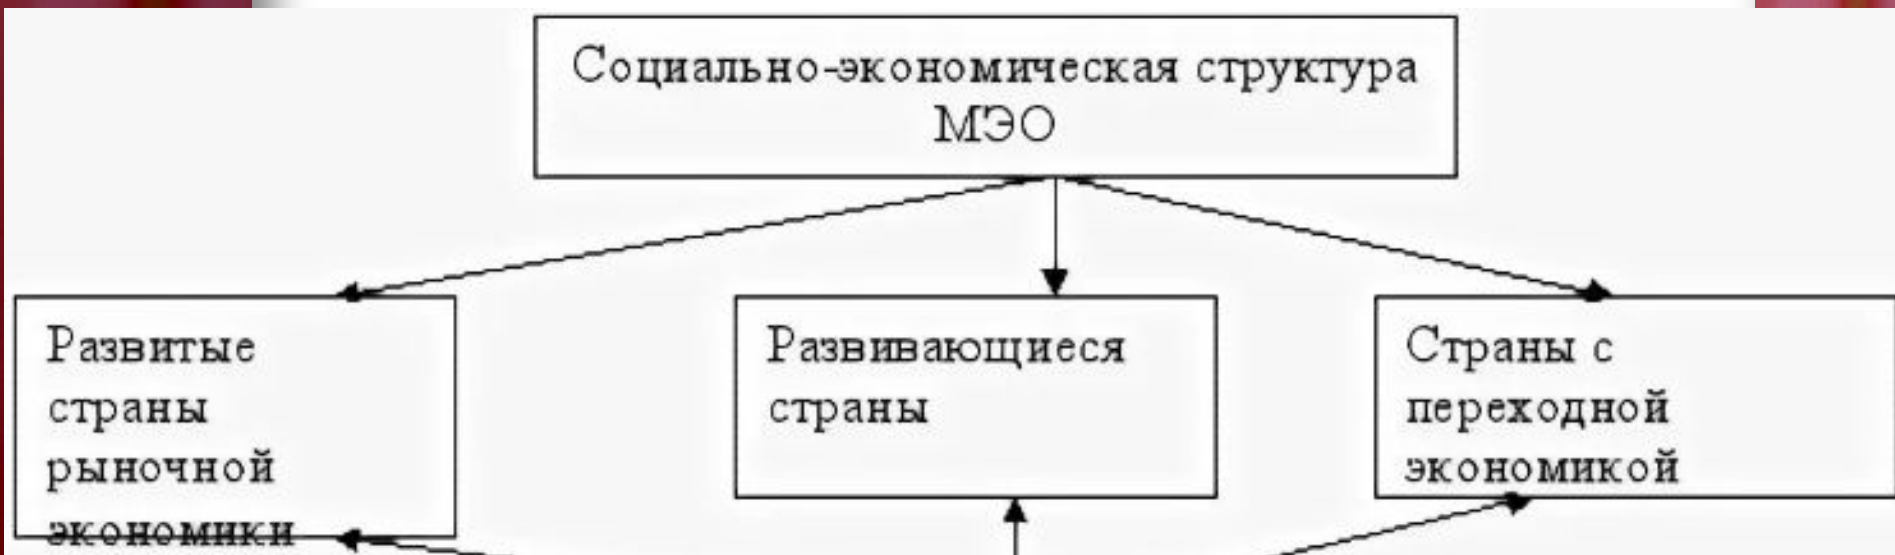 Социально-экономическая структура
МЭО
Развитые
страны
рыночной
экономики
Развивающиеся
страны
Страны с
переходной
экономикой